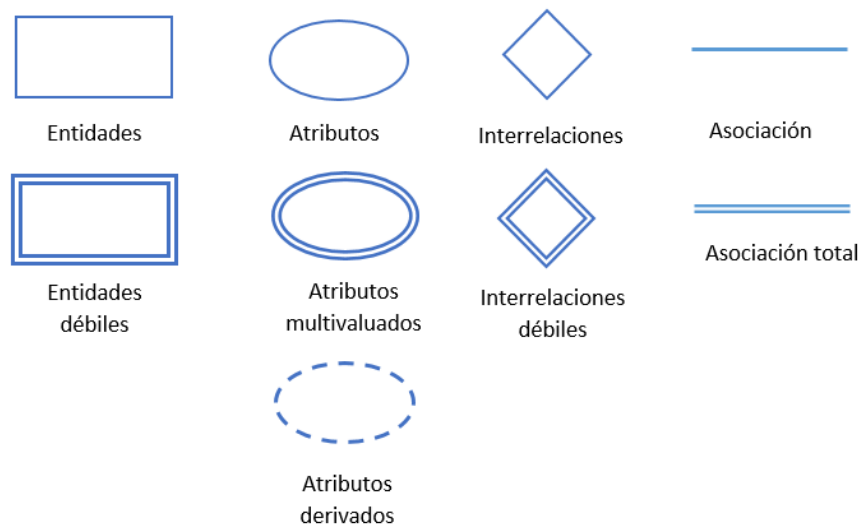 Entidades
Atributos
Interrelaciones
Asociación
Entidades
débiles
Atributos
multivaluados
Interrelaciones
débiles
Asociación total
Atributos
derivados